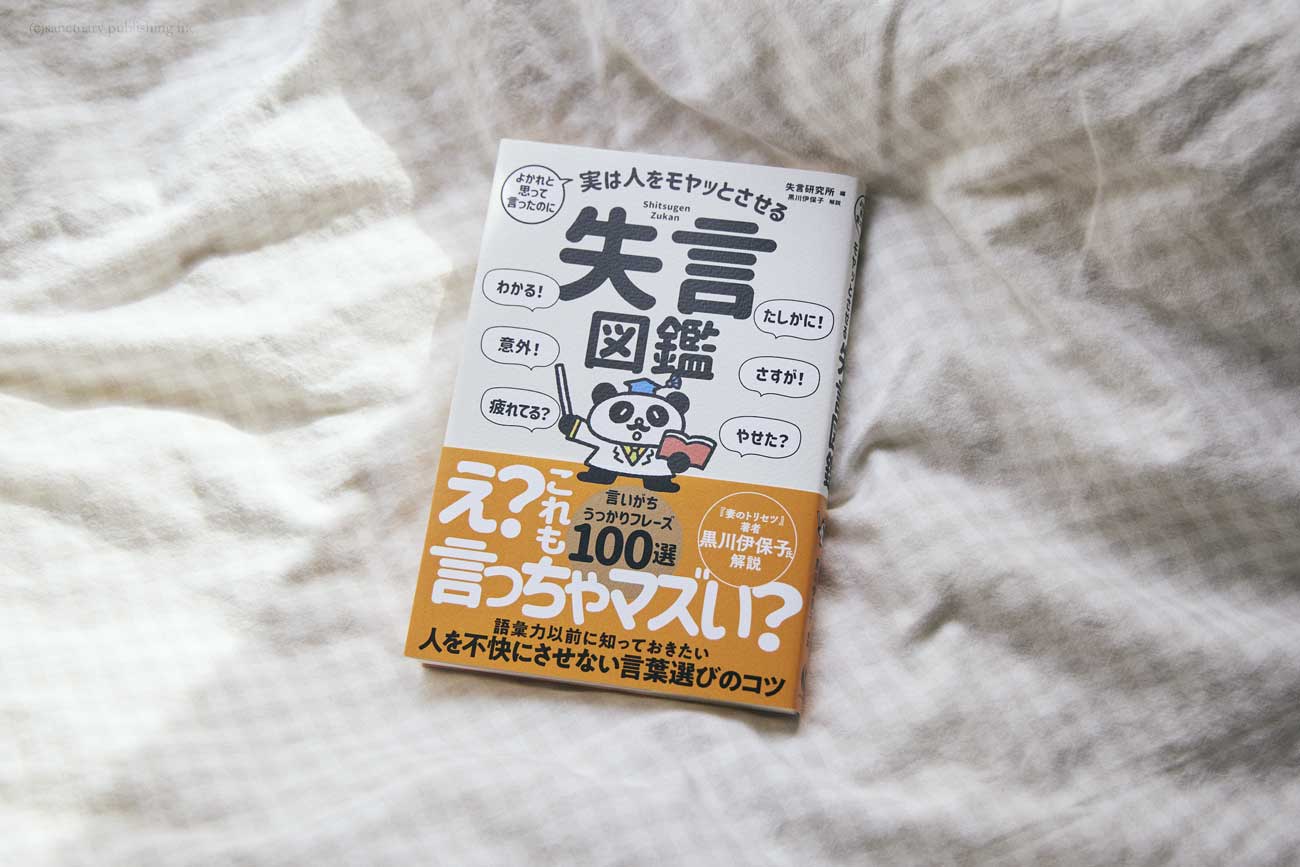 (c)sanctuary publishing inc
よかれと
思って
言ったのに
実は人をモヤッとさせる
失言研究所 編
黒川伊保子 解説
Shitsugen
Zukan
失言
図鑑
わかる！
意外！
疲れてる？
たしかに！
さすが！
やせた？
え？これも
言っちゃマズい？
言いがち
うっかりフレーズ
100選
『妻のトリセツ』
著者
黒川伊保子氏
解説
語彙力以前に知っておきたい
人を不快にさせない言葉選びのコツ